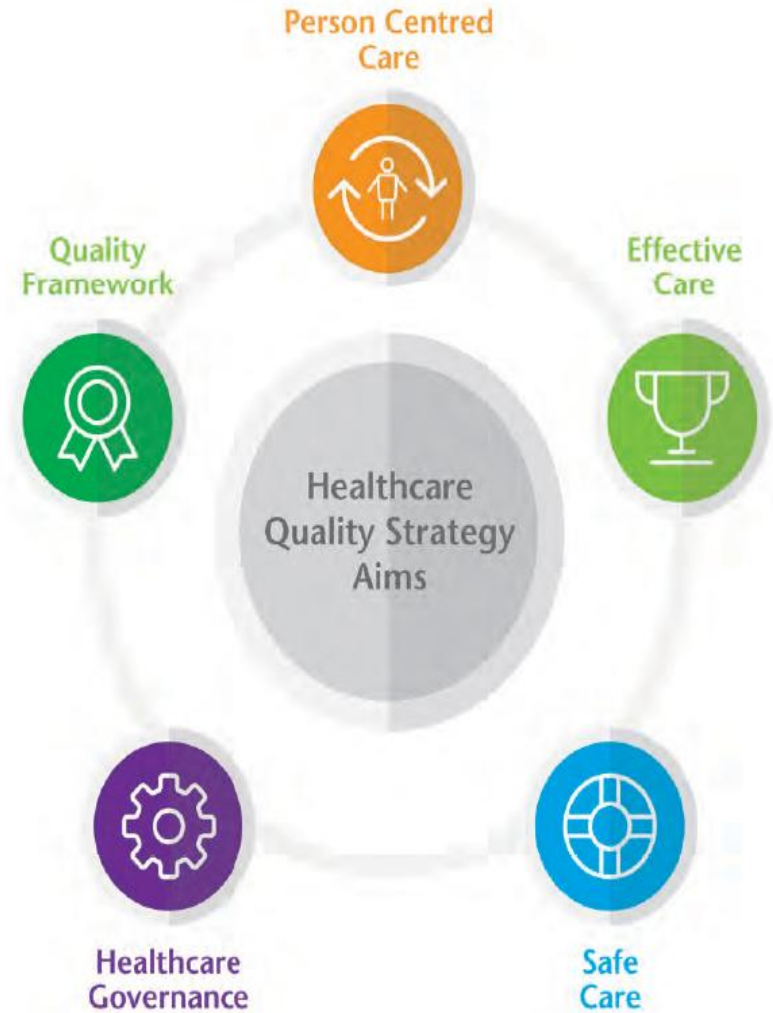 Person Centred
Care
Quality
Framework
Effective
Care
Healthcare
Quality Strategy
Aims
Healthcare
Governance
Safe
Care